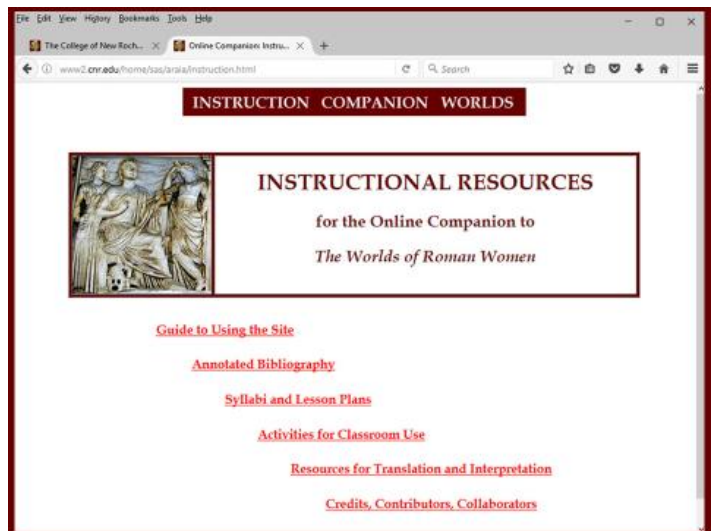 File Edit View History Bookmarks Tools Help
The College of New Roch... Online Companion: Instru...
www2.cnr.edu/home/sas/araia/instruction.html Search
INSTRUCTION COMPANION WORLDS
INSTRUCTIONAL RESOURCES
for the Online Companion to
The Worlds of Roman Women
Guide to Using the Site
Annotated Bibliography
Syllabi and Lesson Plans
Activities for Classroom Use
Resources for Translation and Interpretation
Credits, Contributors, Collaborators